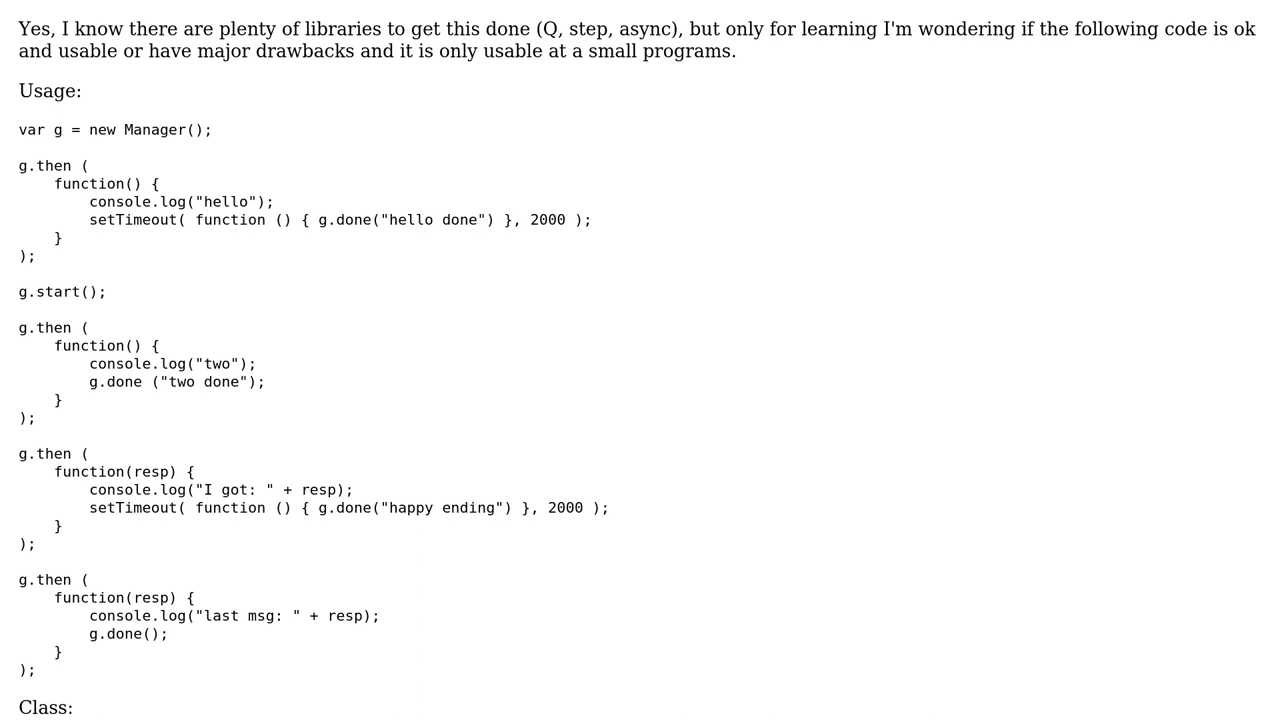 Yes, I know there are plenty of libraries to get this done (Q, step, async), but only for learning I'm wondering if the following code is ok
and usable or have major drawbacks and it is only usable at a small programs.
Usage:
var g = new Manager();
g.then (
    function() {
        console.log("hello");
        setTimeout( function () { g.done("hello done") }, 2000 );
    }
);
g.start();
g.then (
    function() {
        console.log("two");
        g.done ("two done");
    }
);
g.then (
    function(resp) {
        console.log("I got: " + resp);
        setTimeout( function () { g.done("happy ending") }, 2000 );
    }
);
g.then (
    function(resp) {
        console.log("last msg: " + resp);
        g.done();
    }
);
Class: